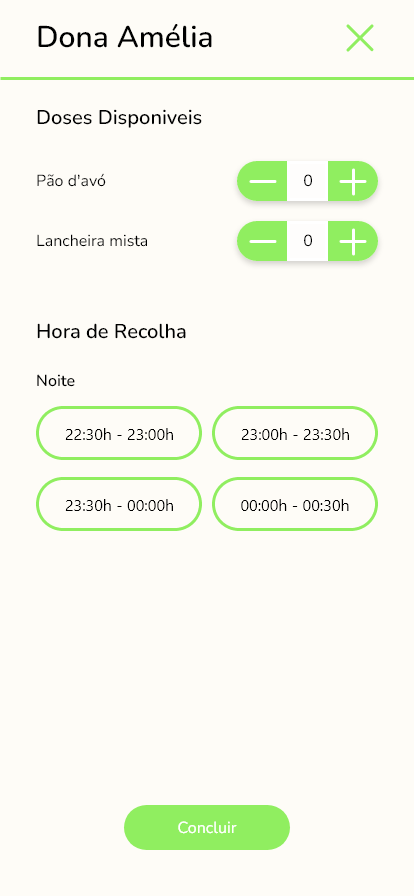 Dona Amélia
Doses Disponiveis
Pão d'avó 0
Lancheira mista 0
Hora de Recolha
Noite
22:30h - 23:00h 23:00h - 23:30h
23:30h - 00:00h 00:00h - 00:30h
Concluir